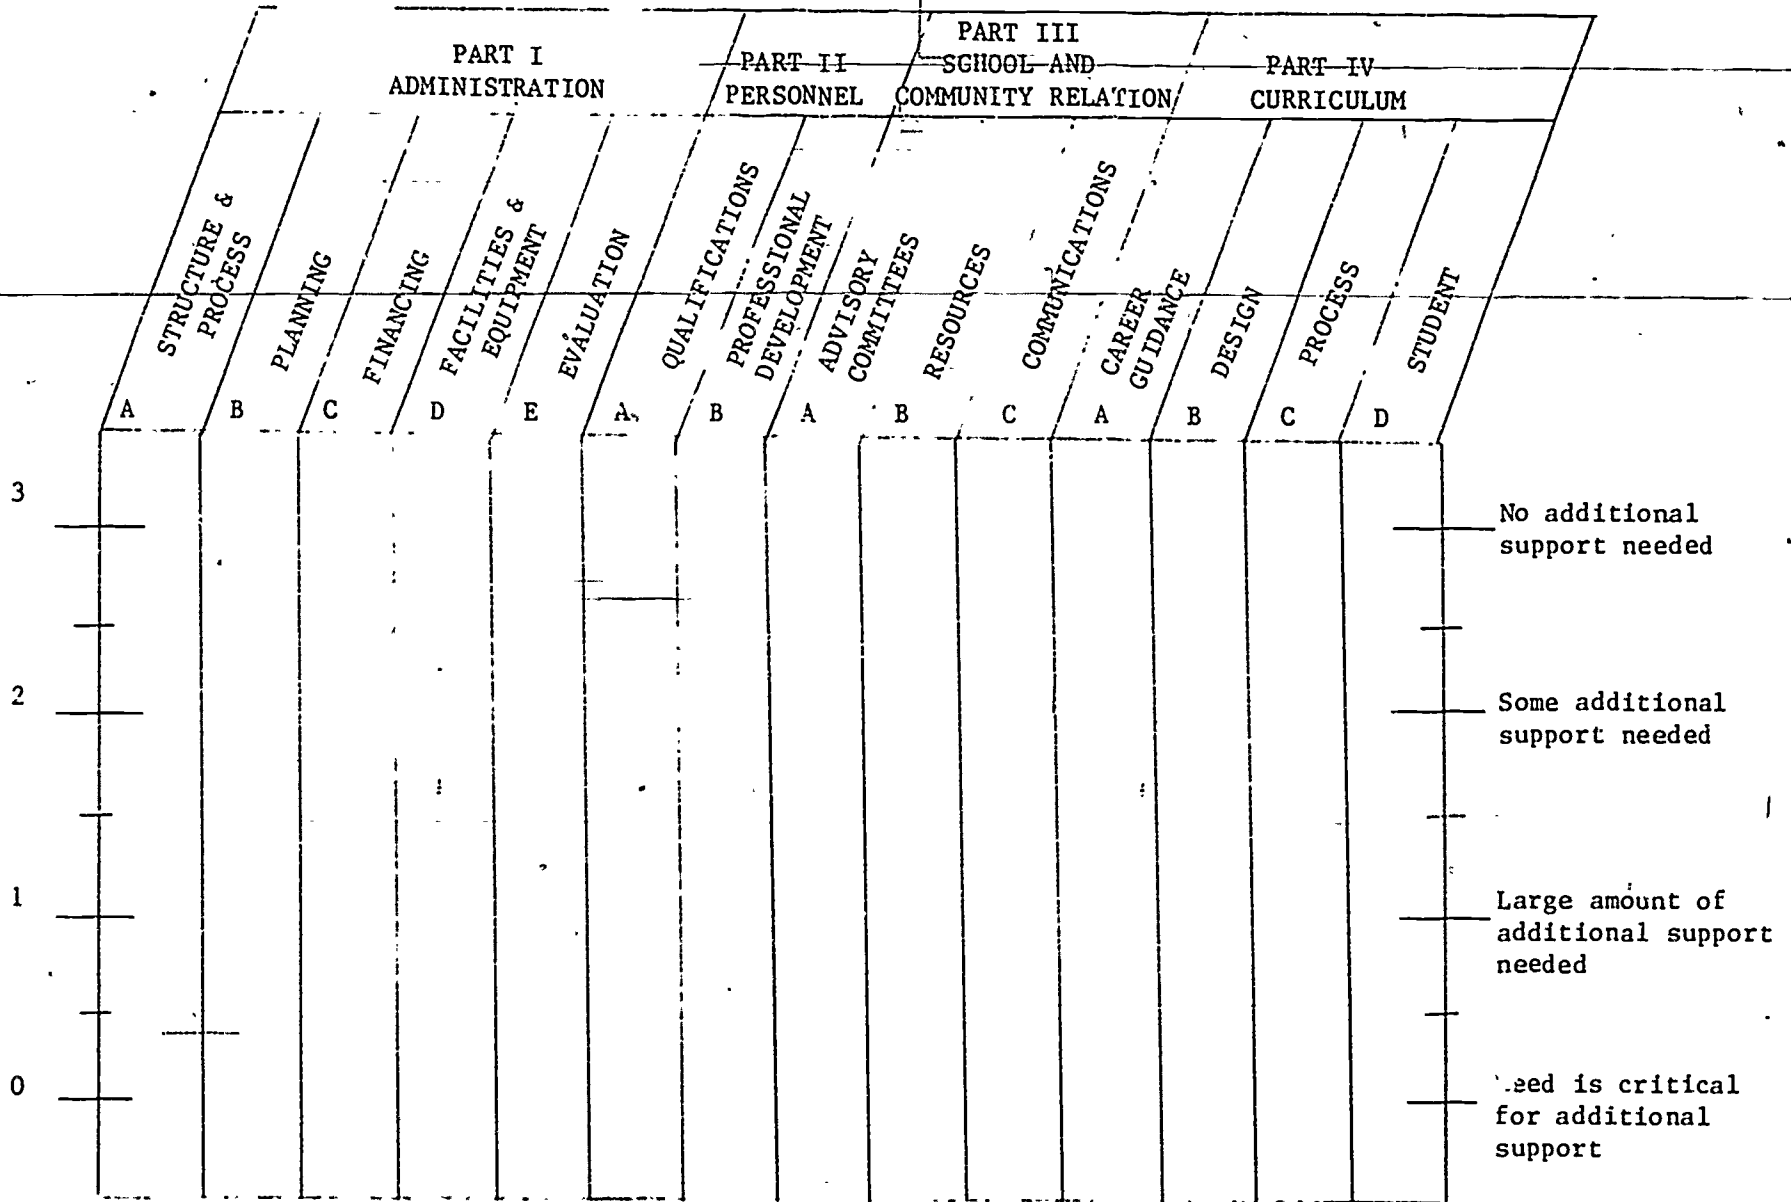 PART I
ADMINISTRATION
PART II
PERSONNEL
PART III
SCHOOL AND
COMMUNITY RELATION
PART IV
CURRICULUM
STRUCTURE &
PROCESS
PLANNING
FINANCING
FACILITIES &
EQUIPMENT
EVALUATION
QUALIFICATIONS
PROFESSIONAL
DEVELOPMENT
ADVISORY
COMMITTEES
RESOURCES
COMMUNICATIONS
CAREER
GUIDANCE
DESIGN
PROCESS
STUDENT
A B C D E A B A B C A B C D
3
No additional
support needed
2
Some additional
support needed
1
Large amount of
additional support
needed
0
is critical
for additional
support